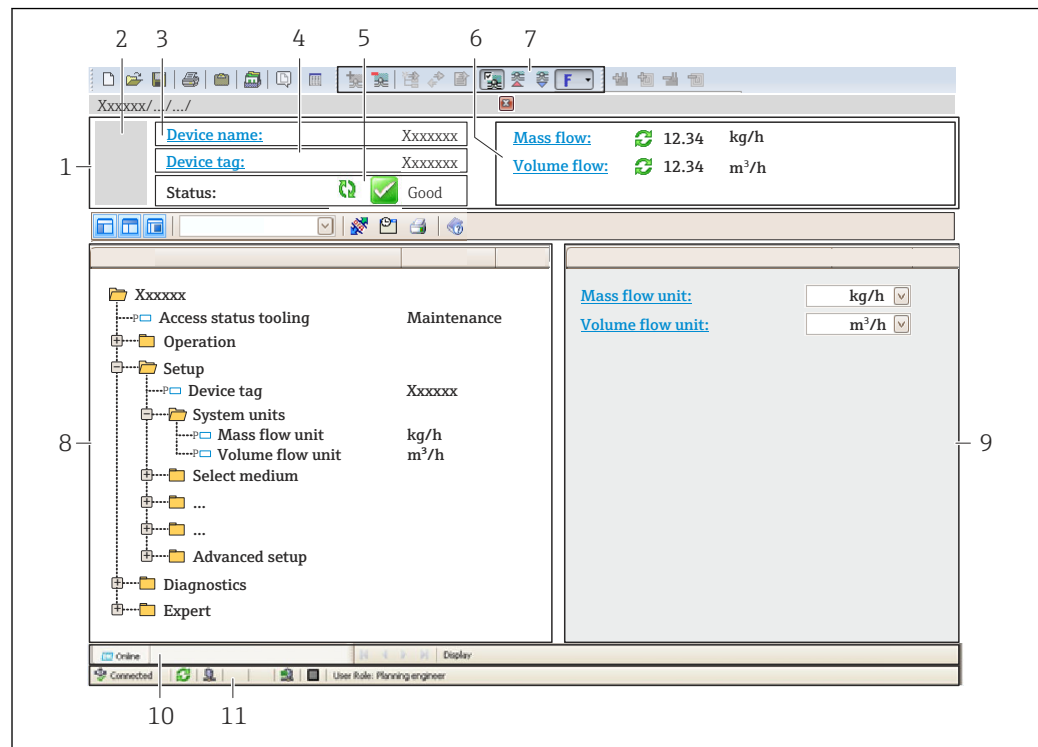 2 3 4 5 6 7
F
Xxxxxx/.../.../
Device name: Xxxxxxx
Mass flow: 12.34 kg/h
1
Device tag: Xxxxxxx
Volume flow: 12.34 m³/h
Status: Good
Xxxxxx
Mass flow unit: kg/h
Access status tooling Maintenance
Volume flow unit: m³/h
Operation
Setup
Device tag Xxxxxx
System units
Mass flow unit kg/h
8 9
Volume flow unit m³/h
Select medium
...
...
Advanced setup
Diagnostics
Expert
Online Display
Connected User Role: Planning engineer
10 11